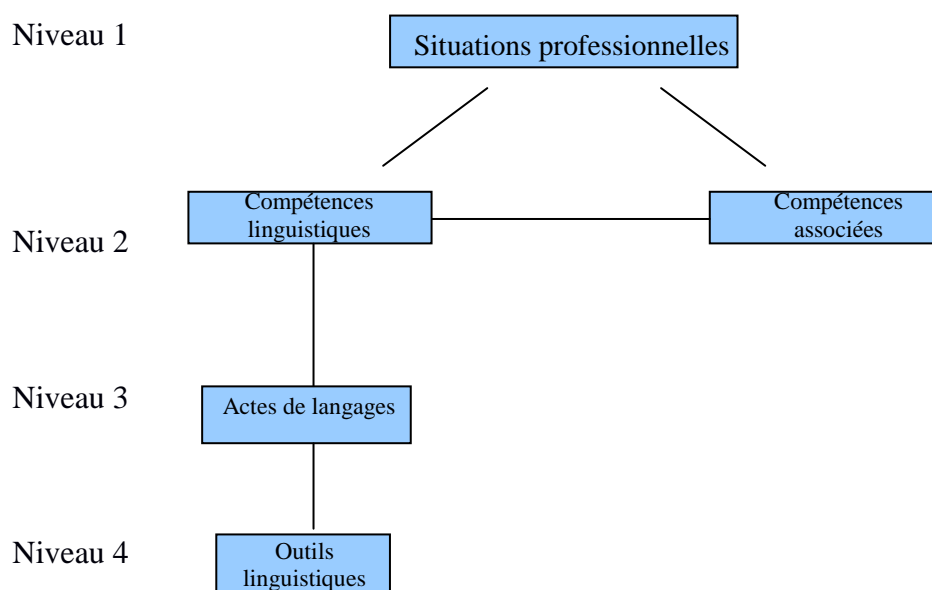 Niveau 1
Situations professionnelles
Compétences
linguistiques
Compétences
associées
Niveau 2
Niveau 3
Actes de langages
Niveau 4
Outils
linguistiques